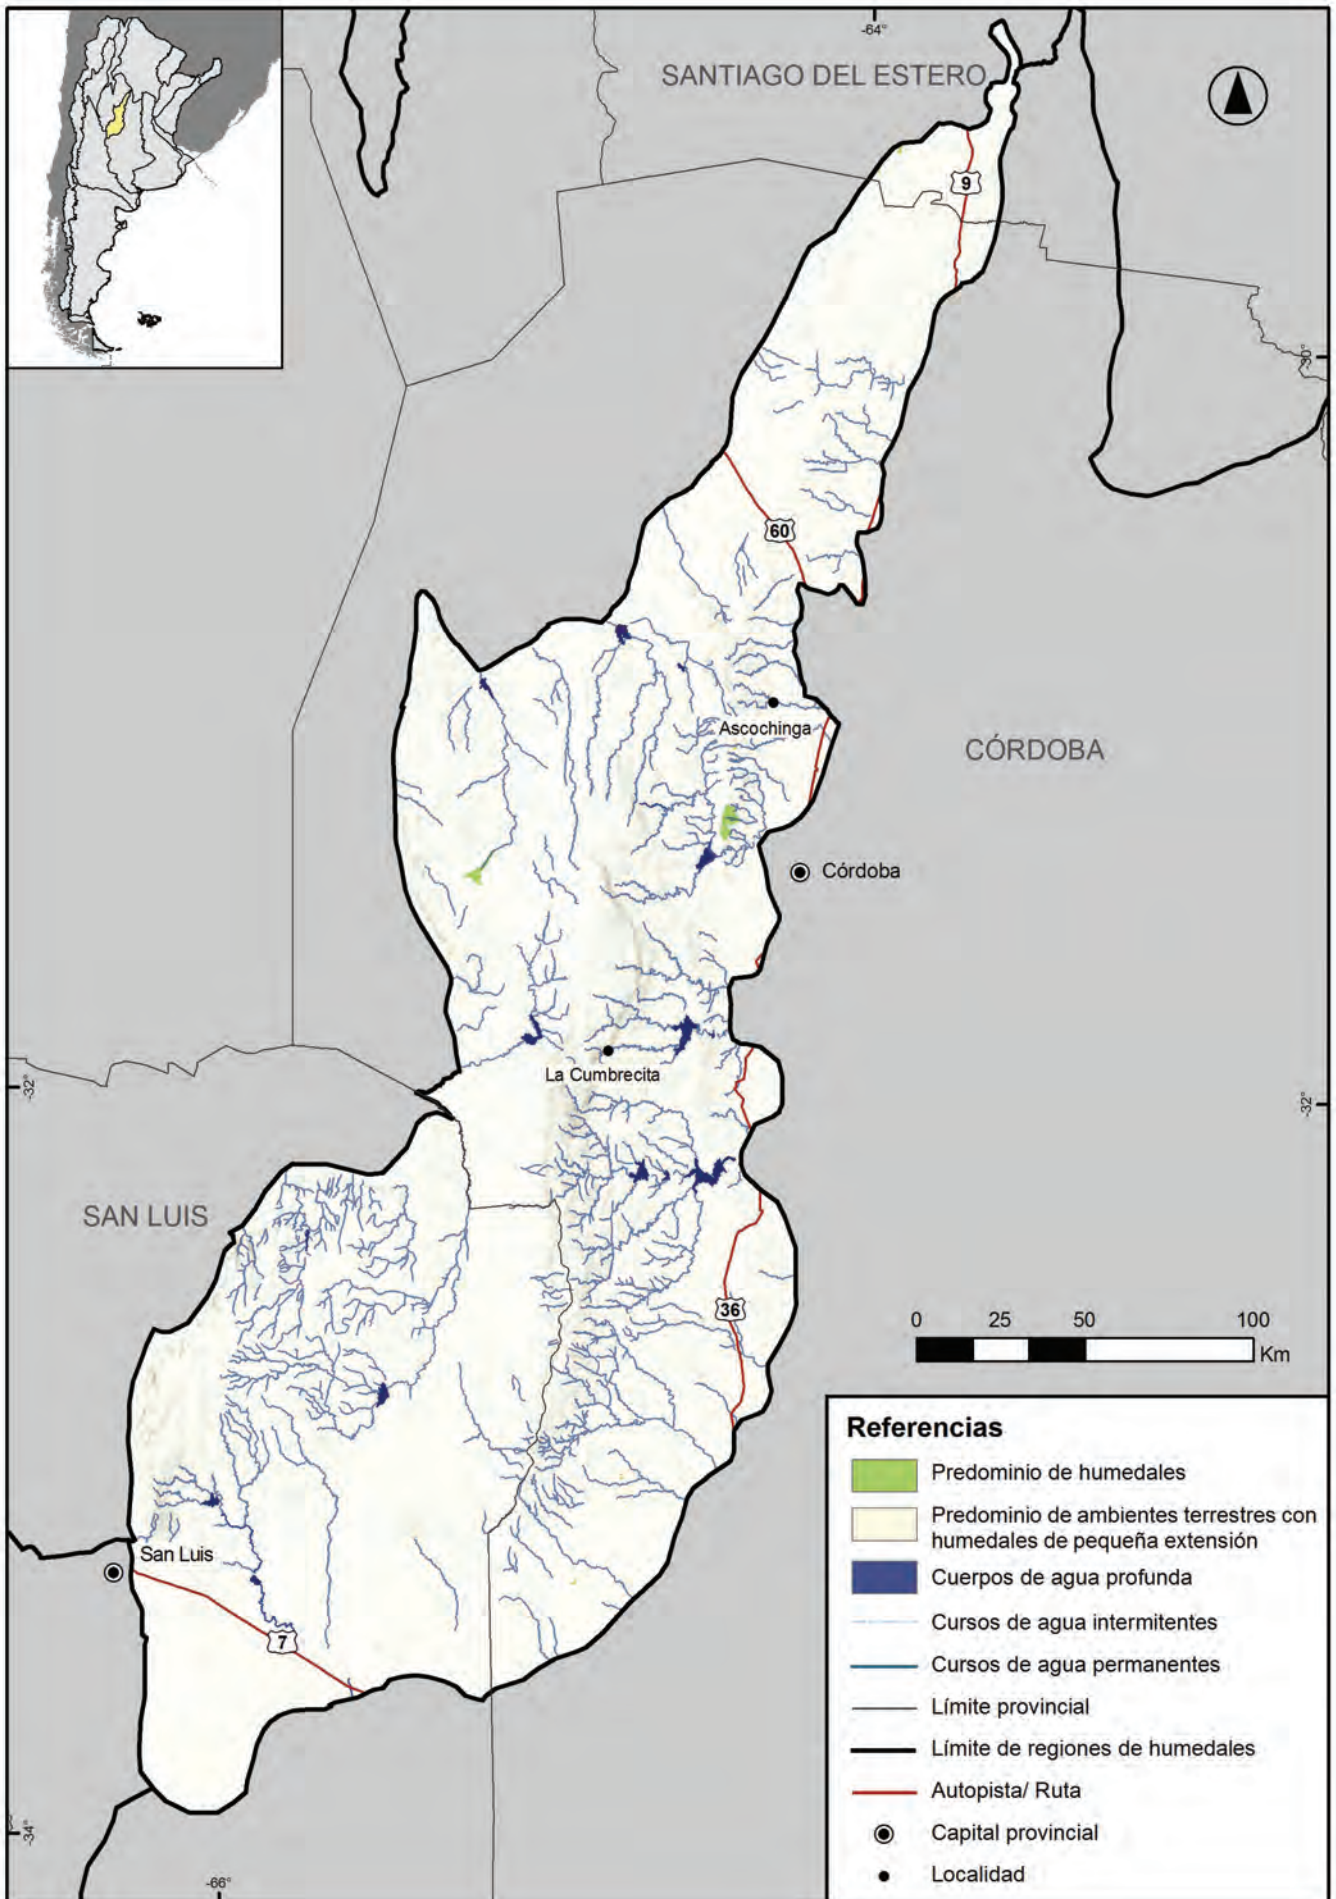 -64°
SANTIAGO DEL ESTERO
9
-30°
60
Ascochinga
CÓRDOBA
Córdoba
La Cumbrecita
-32°
-32°
SAN LUIS
36
0 25 50 100
Km
San Luis
7
-34°
-66°
Referencias
Predominio de humedales
Predominio de ambientes terrestres con
humedales de pequeña extensión
Cuerpos de agua profunda
Cursos de agua intermitentes
Cursos de agua permanentes
Límite provincial
Límite de regiones de humedales
Autopista/ Ruta
Capital provincial
Localidad